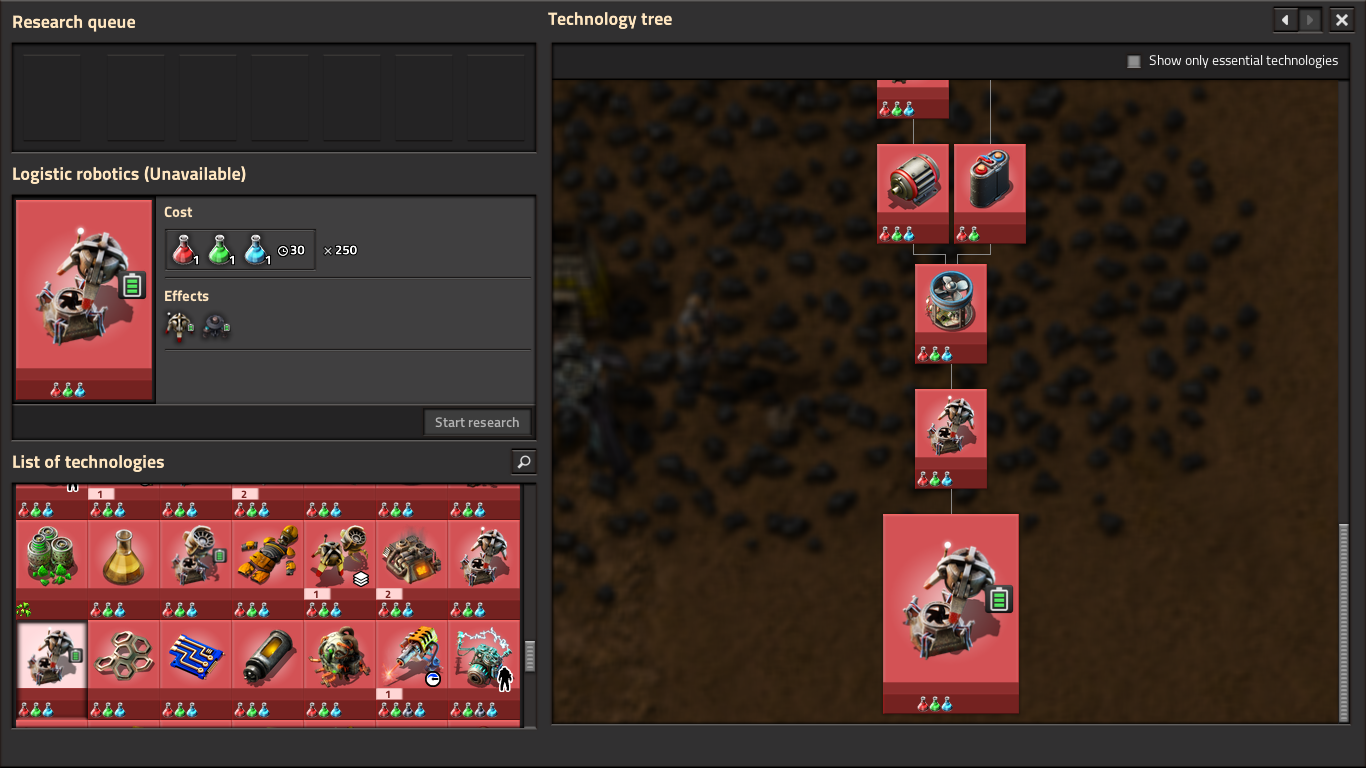 Research queue
Technology tree
Show only essential technologies
Logistic robotics (Unavailable)
Cost
1 1 1 30 × 250
Effects
Start research
List of technologies
1 2
1 2
1